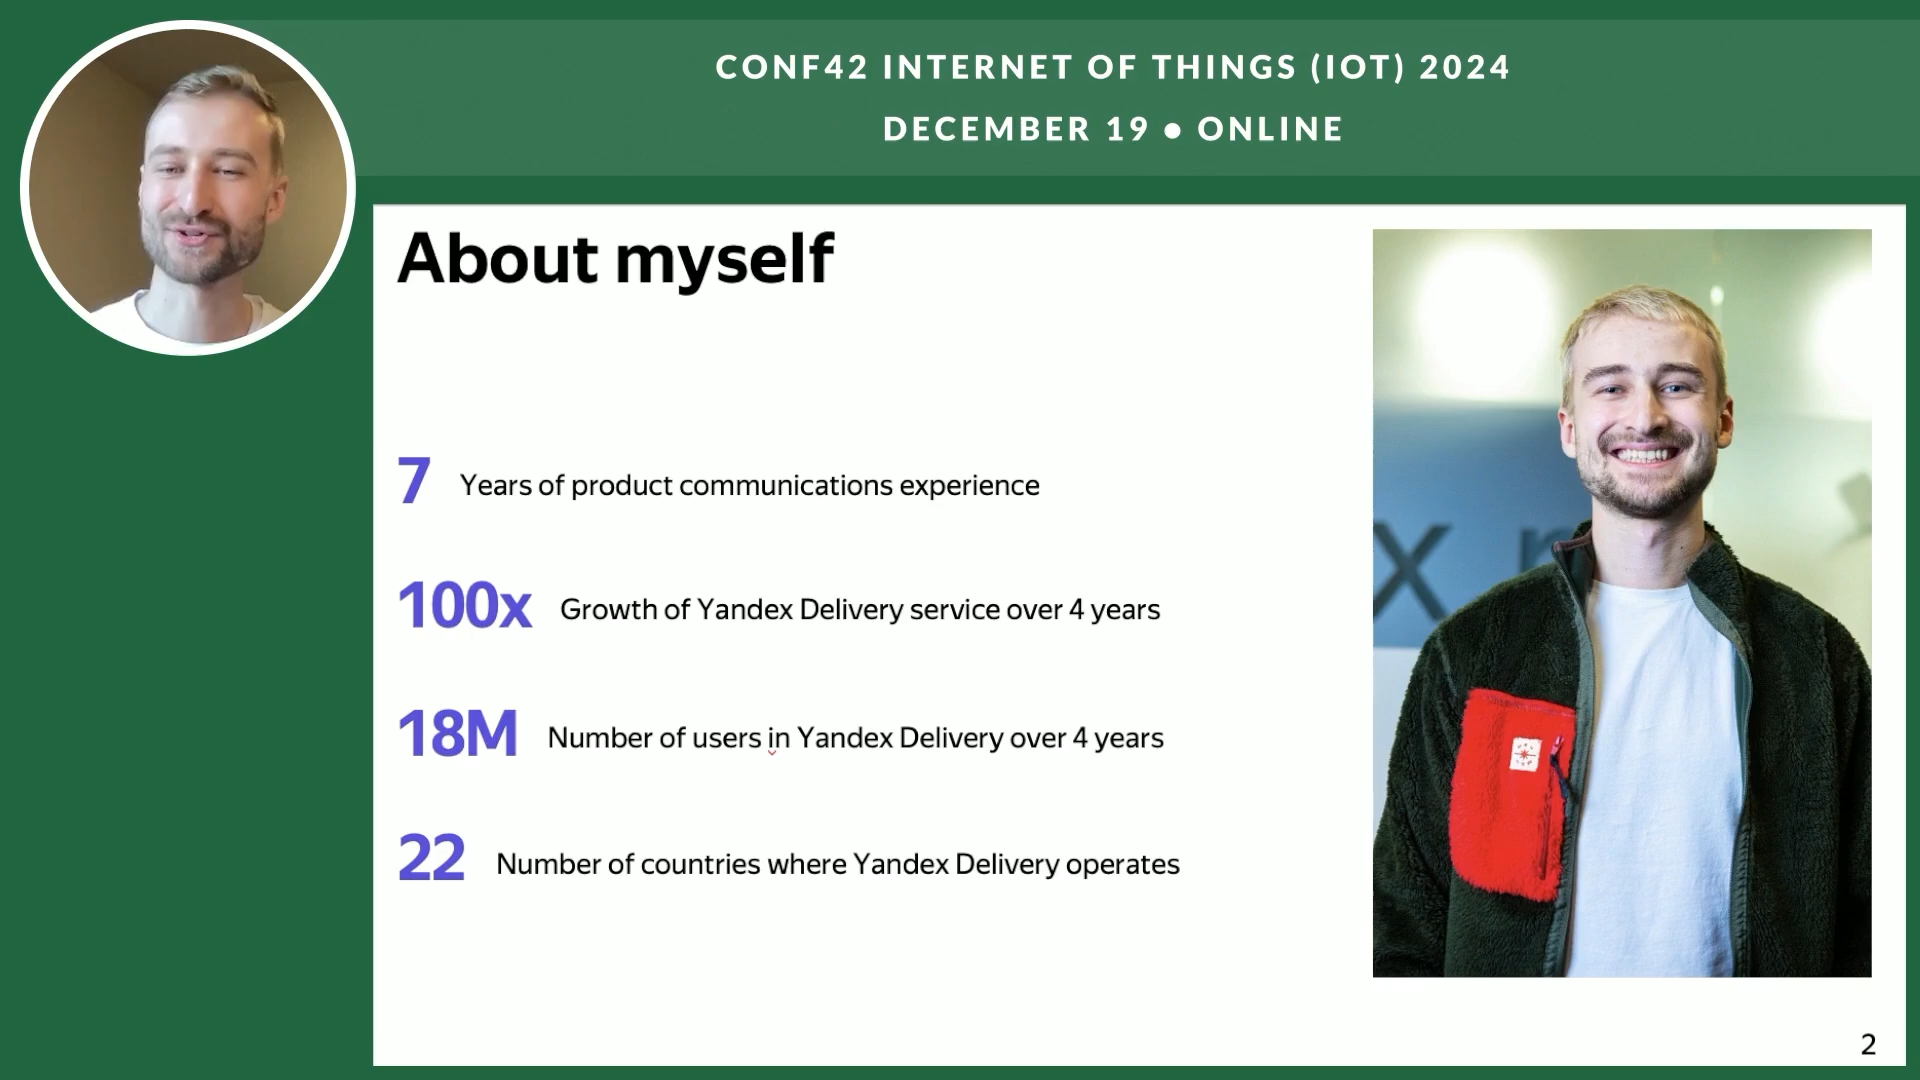 CONF42 INTERNET OF THINGS (IOT) 2024
DECEMBER 19 ● ONLINE
About myself
7 Years of product communications experience
100x Growth of Yandex Delivery service over 4 years
18M Number of users in Yandex Delivery over 4 years
22 Number of countries where Yandex Delivery operates
x
2